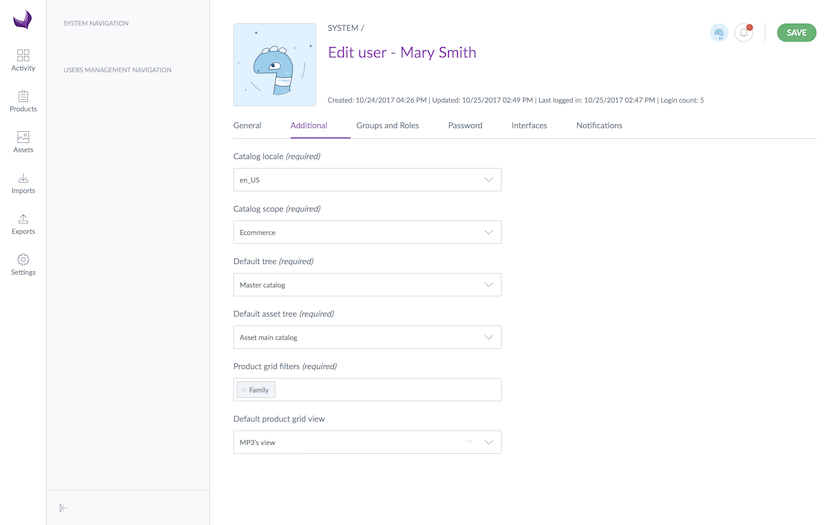 SYSTEM NAVIGATION
USERS MANAGEMENT NAVIGATION
Activity
Products
Assets
Imports
Exports
Settings
SYSTEM /
Edit user - Mary Smith
SAVE
Created: 10/24/2017 04:26 PM | Updated: 10/25/2017 02:49 PM | Last logged in: 10/25/2017 02:47 PM | Login count: 5
General Additional Groups and Roles Password Interfaces Notifications
Catalog locale (required)
en_US
Catalog scope (required)
Ecommerce
Default tree (required)
Master catalog
Default asset tree (required)
Asset main catalog
Product grid filters (required)
× Family
Default product grid view
MP3's view